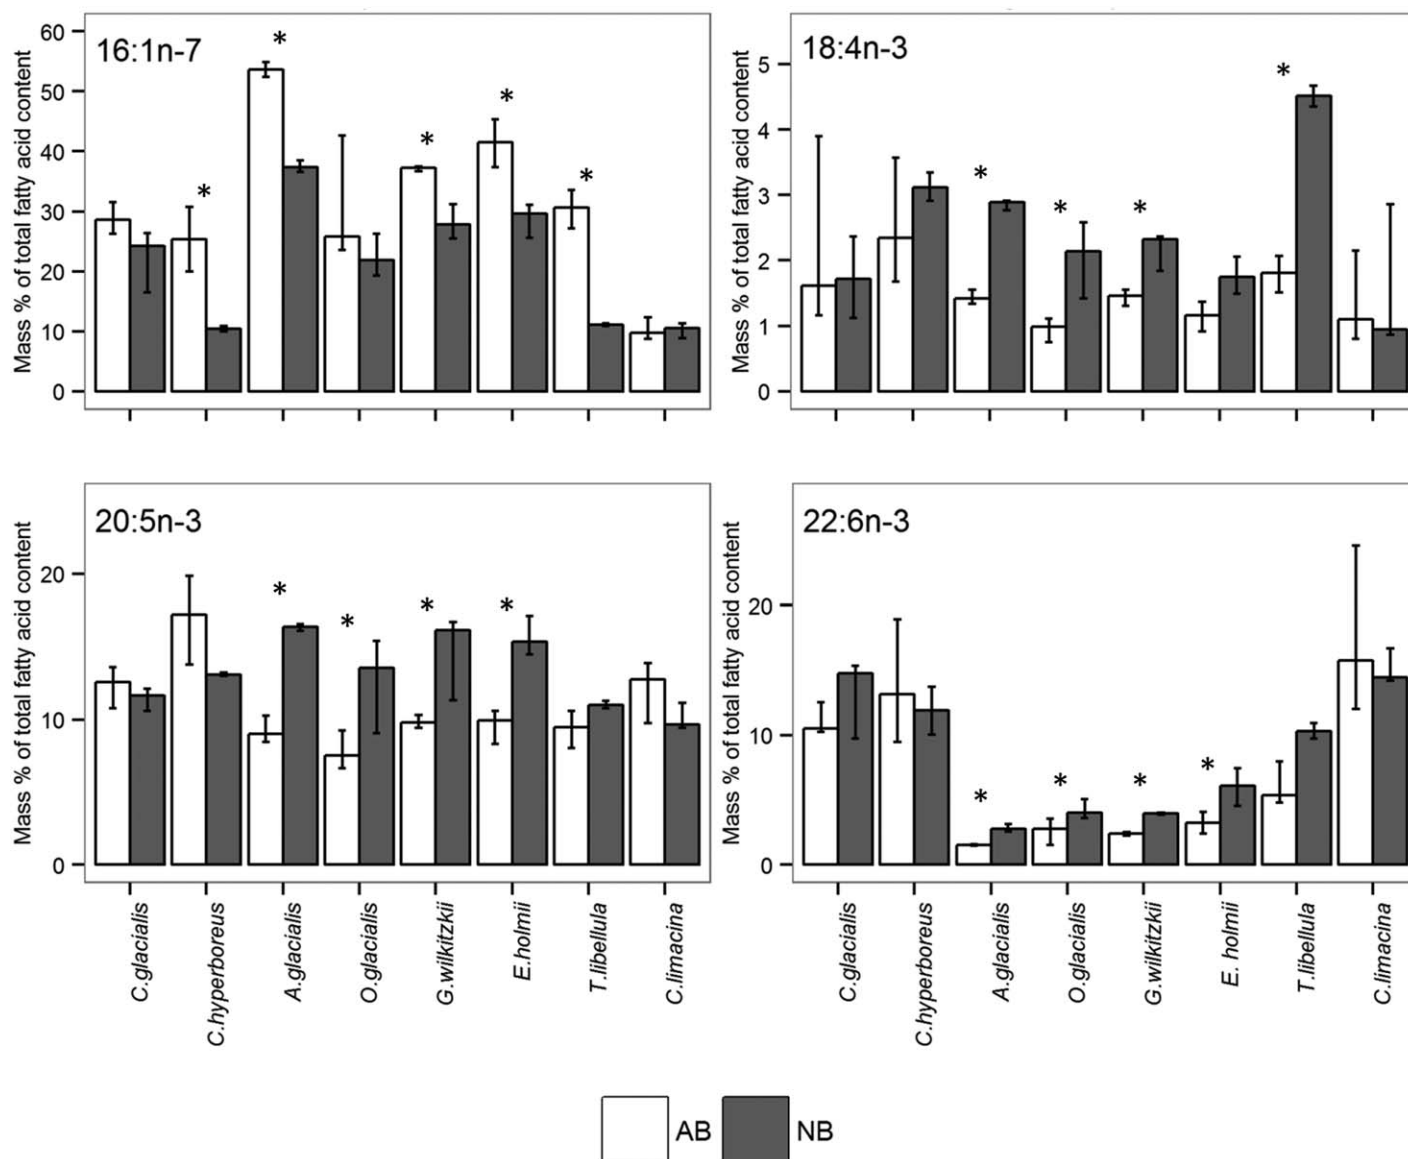 16:1n-7
Mass % of total fatty acid content
60
50
40
30
20
10
0
* * * * *
18:4n-3
Mass % of total fatty acid content
5
4
3
2
1
0
* * * *
20:5n-3
Mass % of total fatty acid content
20
10
0
* * * *
C.glacialis
C.hyperboreus
A.glacialis
O.glacialis
G.wilkitzkii
E.holmii
T.libellula
C.limacina
22:6n-3
Mass % of total fatty acid content
20
10
0
* * * *
C.glacialis
C.hyperboreus
A.glacialis
O.glacialis
G.wilkitzkii
E. holmii
T.libellula
C.limacina
AB NB